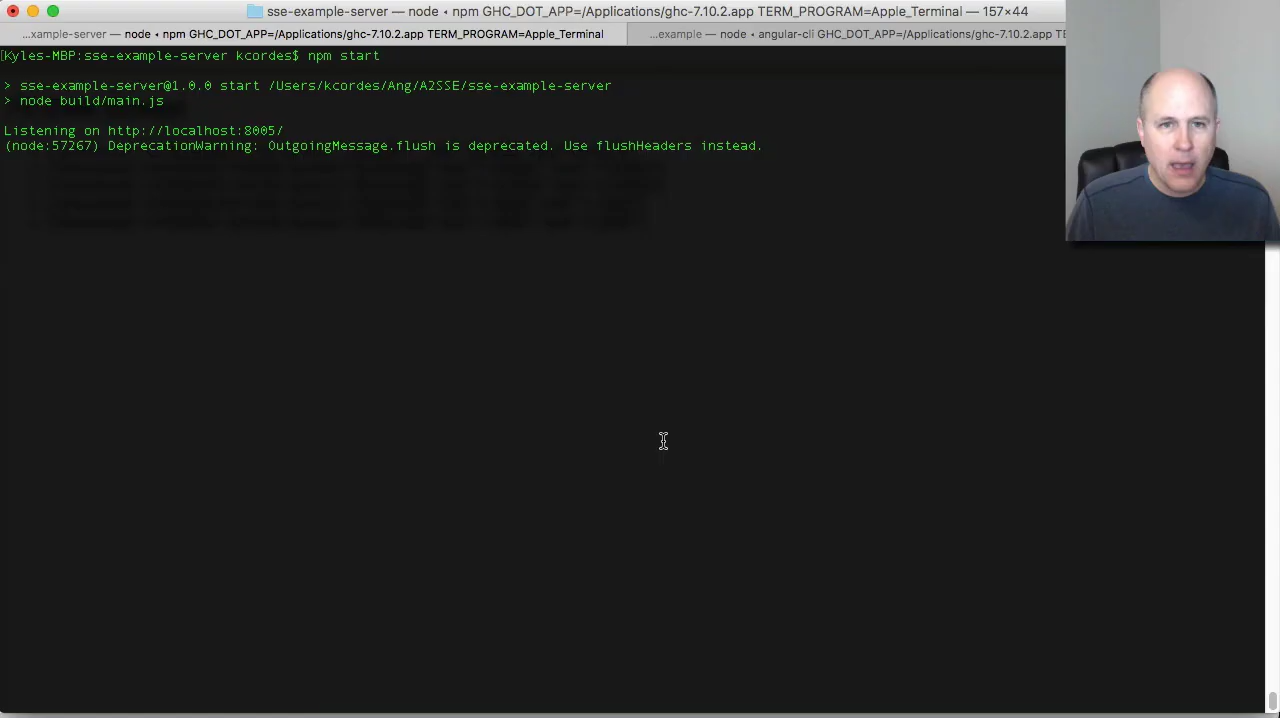 sse-example-server — node ◂ npm GHC_DOT_APP=/Applications/ghc-7.10.2.app TERM_PROGRAM=Apple_Terminal — 157×44
...xample-server — node ◂ npm GHC_DOT_APP=/Applications/ghc-7.10.2.app TERM_PROGRAM=Apple_Terminal
...example — node ◂ angular-cli GHC_DOT_APP=/Applications/ghc-7.10.2.app TE
[Kyles-MBP:sse-example-server kcordes$ npm start
> sse-example-server@1.0.0 start /Users/kcordes/Ang/A2SSE/sse-example-server
> node build/main.js
Listening on http://localhost:8005/
(node:57267) DeprecationWarning: OutgoingMessage.flush is deprecated. Use flushHeaders instead.